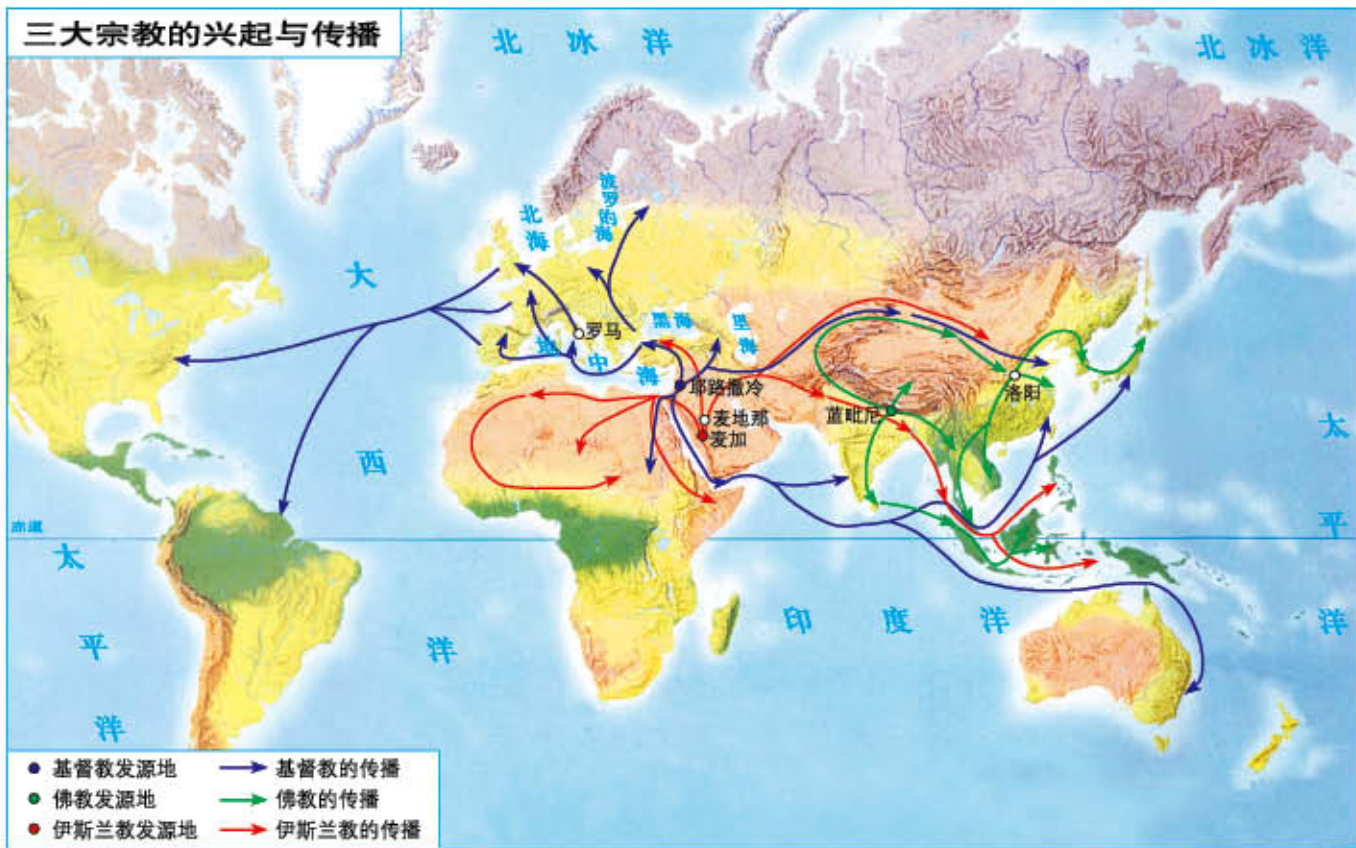 三大宗教的兴起与传播
北冰洋
北冰洋
波罗的海
北海
大
西
洋
黑海
里海
罗马
地中海
耶路撒冷
麦地那
麦加
蓝毗尼
洛阳
太
平
洋
赤道
太
平
洋
印度洋
基督教发源地 基督教的传播
佛教发源地 佛教的传播
伊斯兰教发源地 伊斯兰教的传播